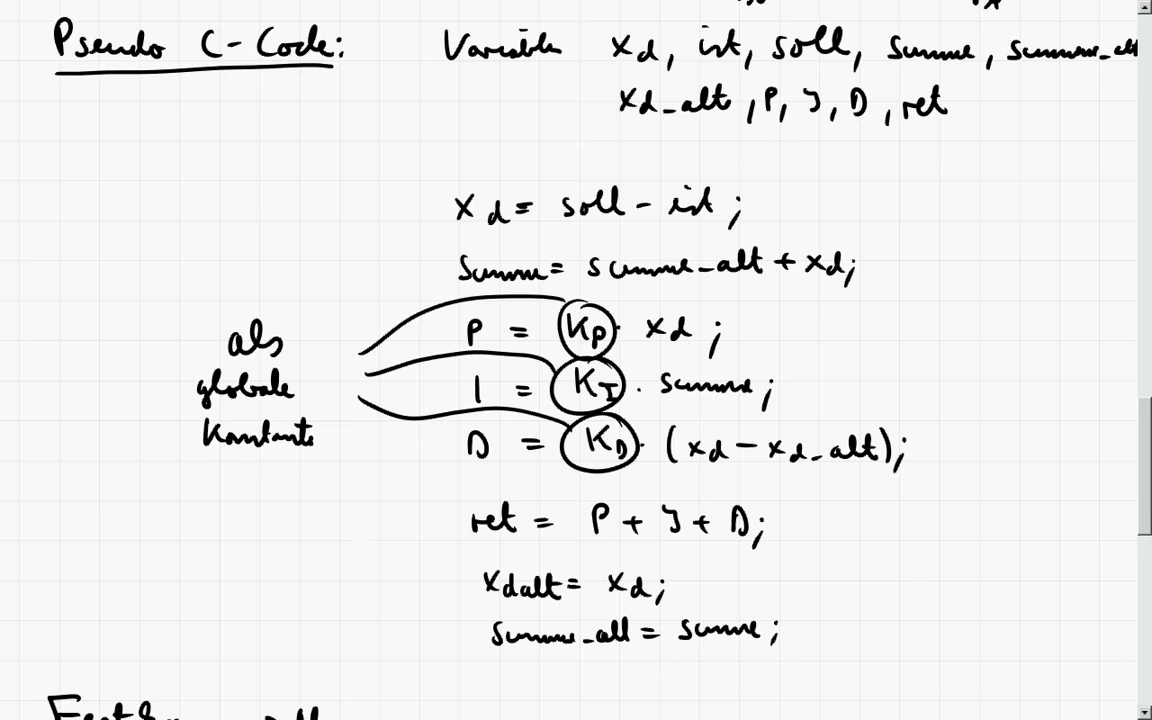 Pseudo C-Code: Variablen xd, ist, soll, summe, summe_alt
xd_alt, P, I, D, ret
xd = soll - ist;
summe = summe_alt + xd;
P = KP · xd;
I = KI · summe;
D = KD · (xd - xd_alt);
als
globale
Konstante
ret = P + I + D;
xdalt = xd;
summe_alt = summe;